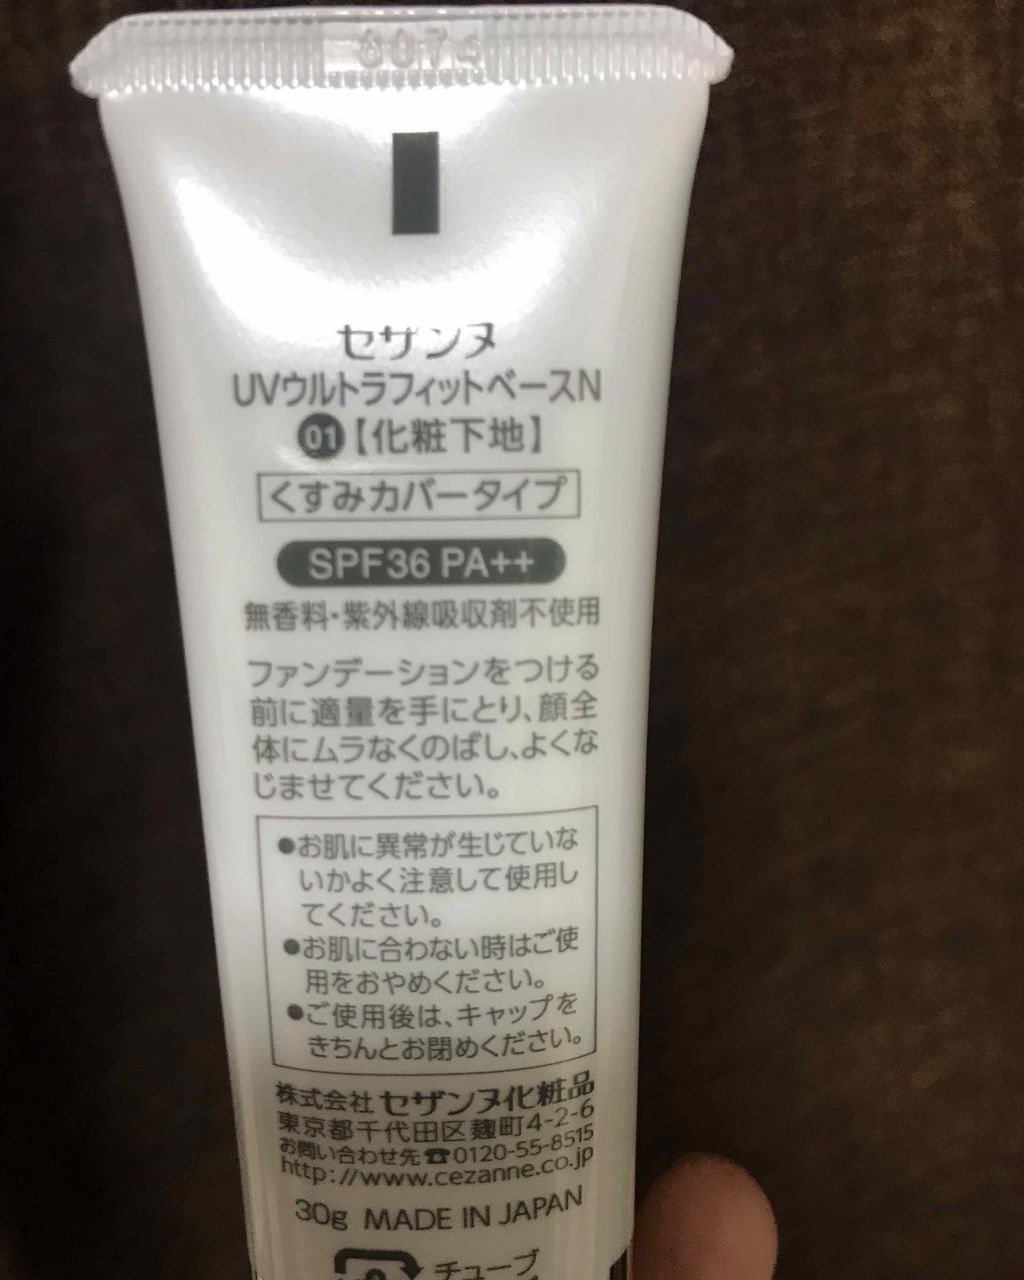 セザンヌ
UVウルトラフィットベースN
01【化粧下地】
くすみカバータイプ
SPF36 PA++
無香料・紫外線吸収剤不使用
ファンデーションをつける
前に適量を手にとり、顔全
体にムラなくのばし、よくな
じませてください。
●お肌に異常が生じていな
いかよく注意して使用し
てください。
●お肌に合わない時はご使
用をおやめください。
●ご使用後は、キャップを
きちんとお閉めください。
株式会社セザンヌ化粧品
東京都千代田区麹町4-2-6
お問い合わせ先☎0120-55-8515
http://www.cezanne.co.jp
30g MADE IN JAPAN
チューブ